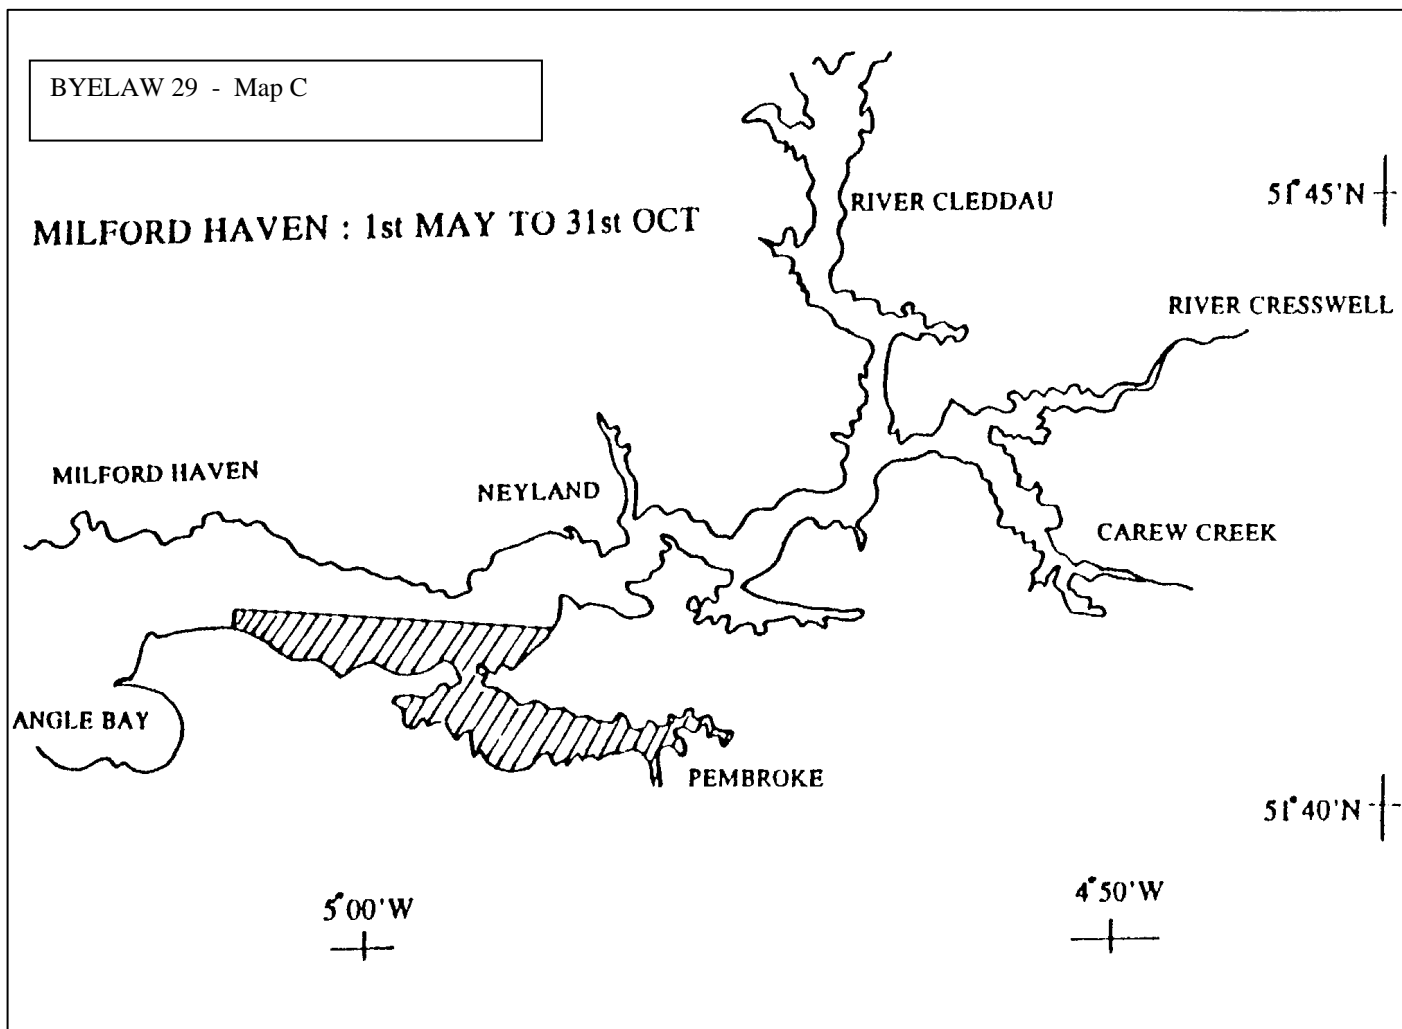 BYELAW 29 - Map C
MILFORD HAVEN : 1st MAY TO 31st OCT
RIVER CLEDDAU
51°45'N
RIVER CRESSWELL
MILFORD HAVEN
NEYLAND
CAREW CREEK
ANGLE BAY
PEMBROKE
51°40'N
5°00'W
4°50'W